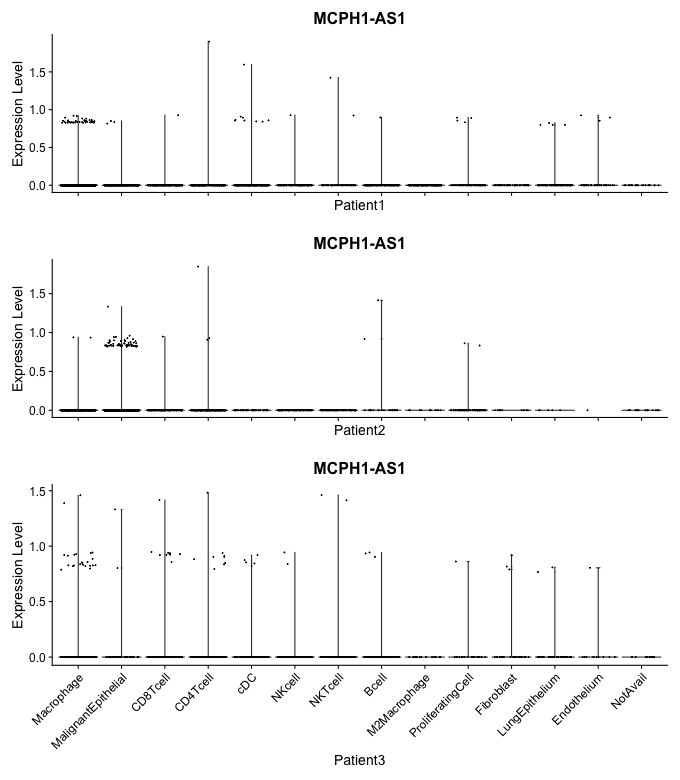 MCPH1-AS1
Expression Level
1.5
1.0
0.5
0.0
Patient1
MCPH1-AS1
Expression Level
1.5
1.0
0.5
0.0
Patient2
MCPH1-AS1
Expression Level
1.5
1.0
0.5
0.0
Macrophage
MalignantEpithelial
CD8Tcell
CD4Tcell
cDC
NKcell
NKTcell
Bcell
M2Macrophage
ProliferatingCell
Fibroblast
LungEpithelium
Endothelium
NotAvail
Patient3